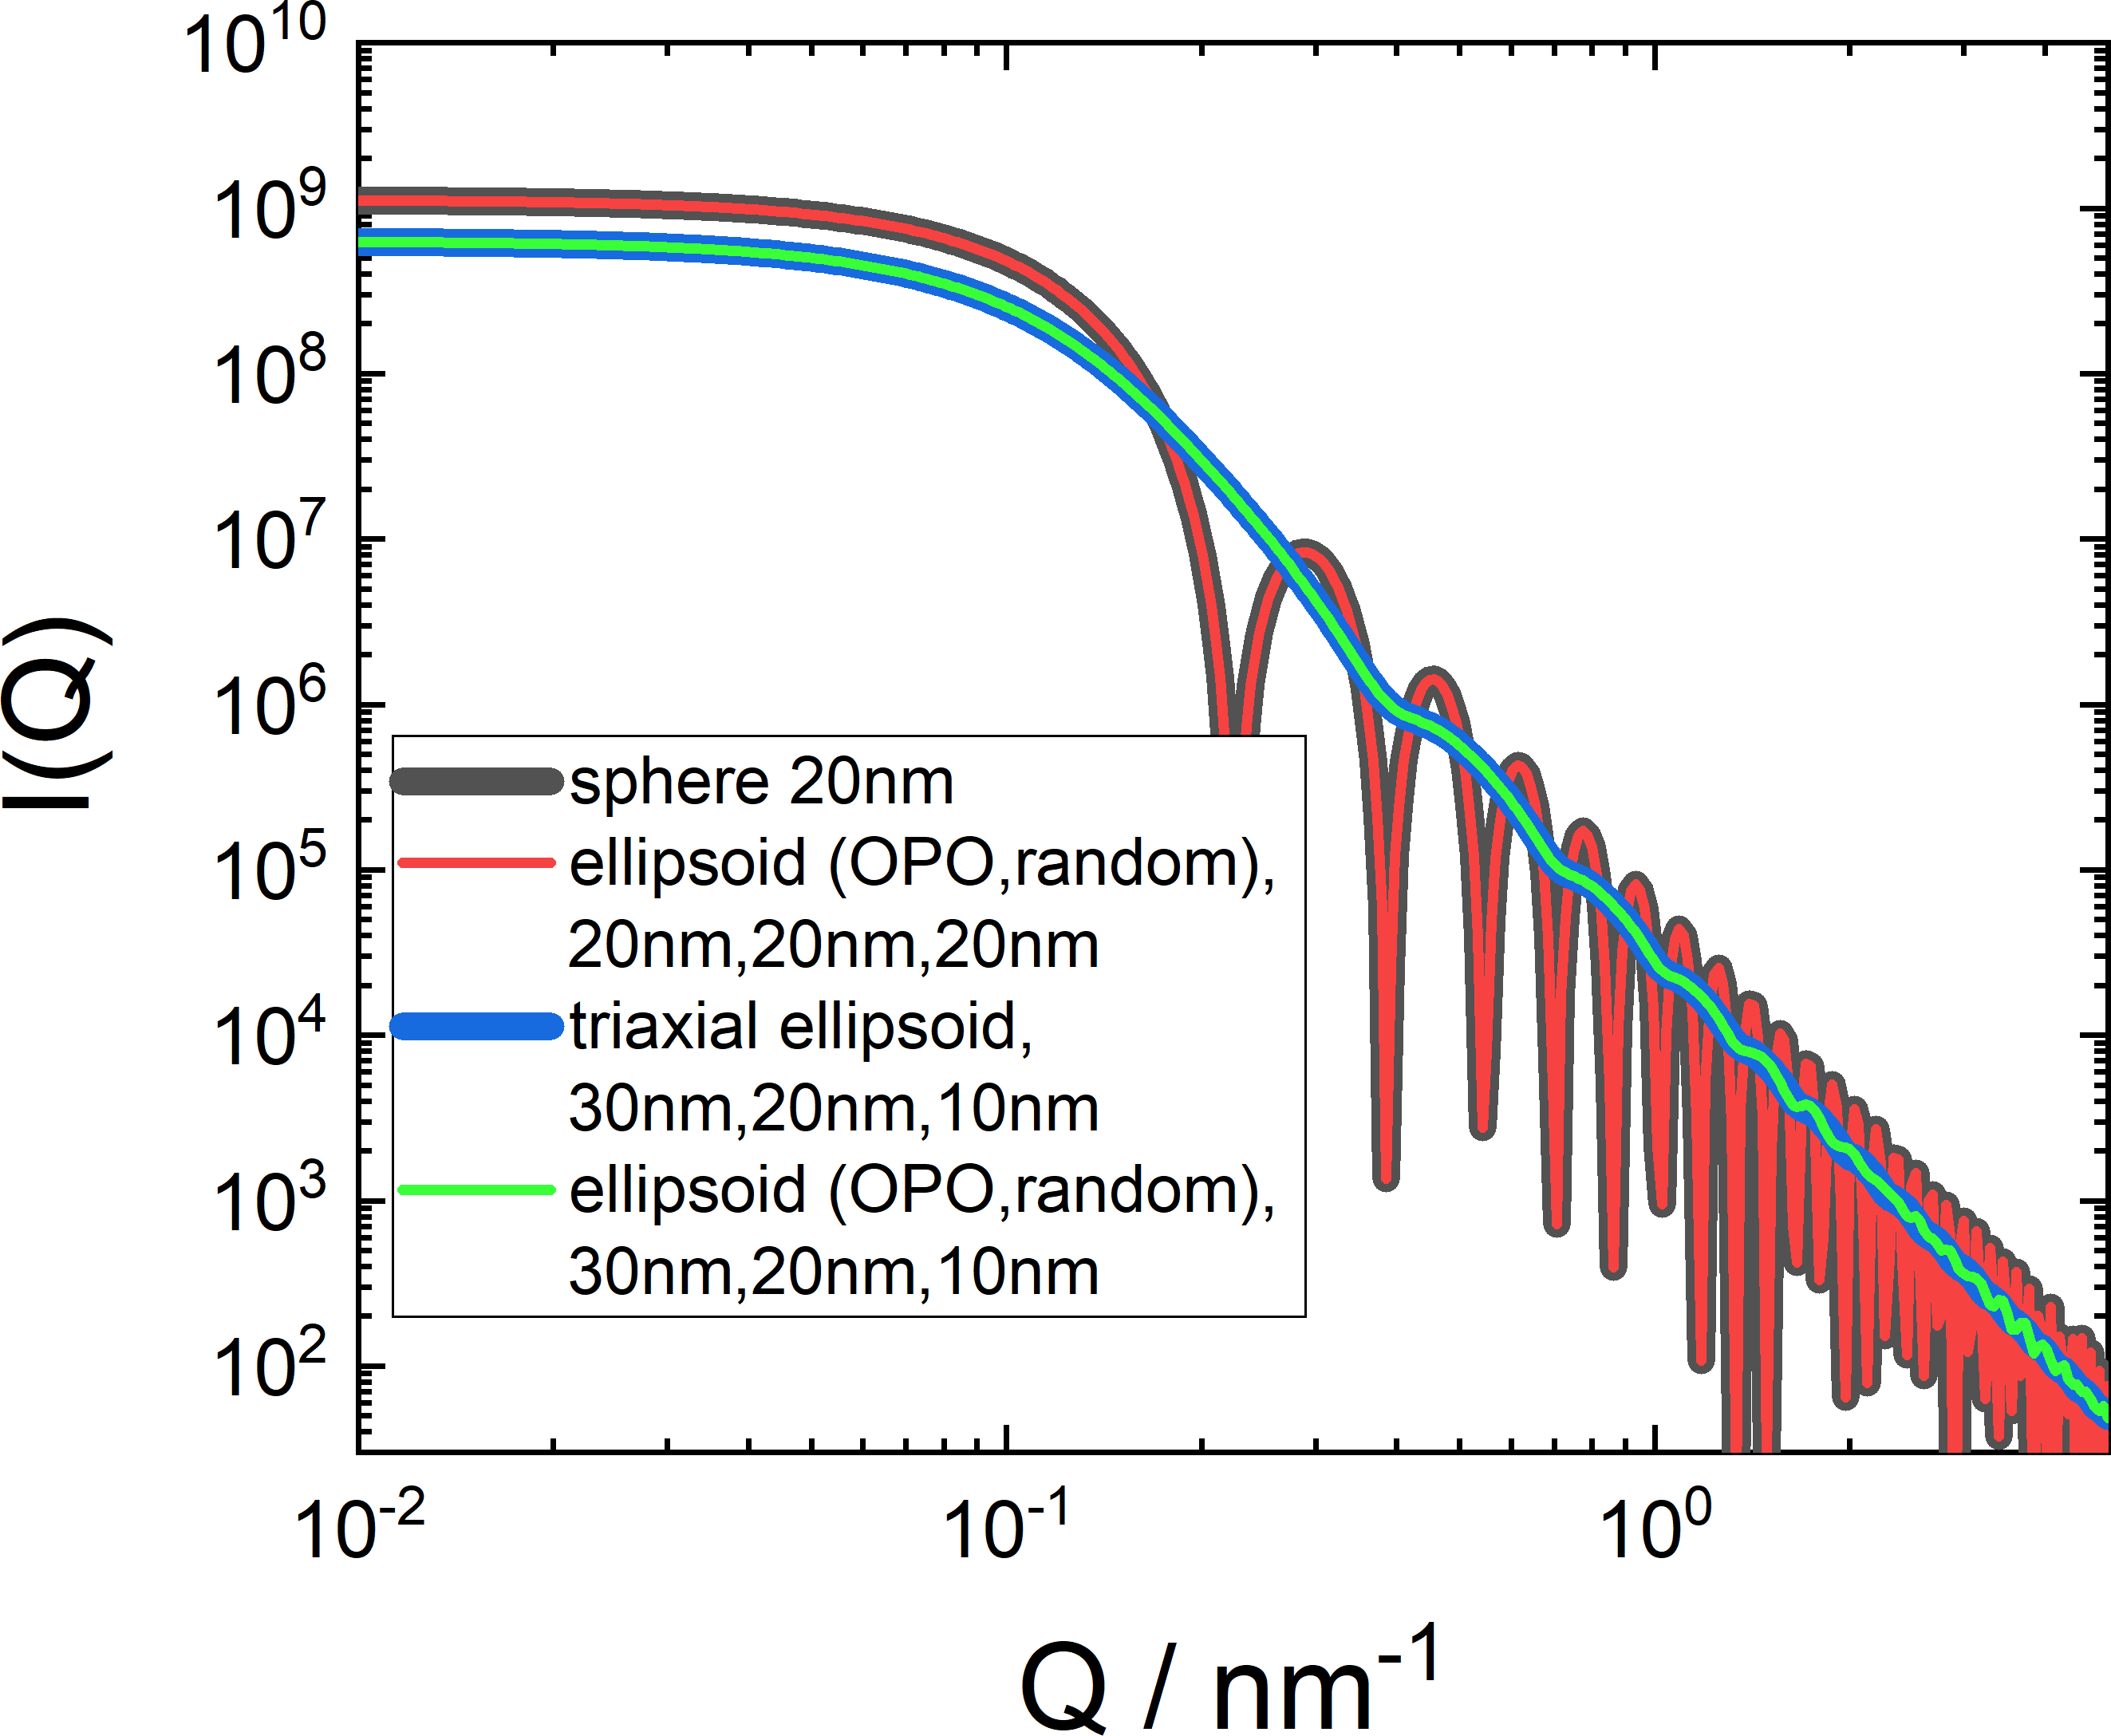 10^10
10^9
10^8
10^7
10^6
10^5
10^4
10^3
10^2
I(Q)
sphere 20nm
ellipsoid (OPO,random),
20nm,20nm,20nm
triaxial ellipsoid,
30nm,20nm,10nm
ellipsoid (OPO,random),
30nm,20nm,10nm
10^-2 10^-1 10^0
Q / nm^-1